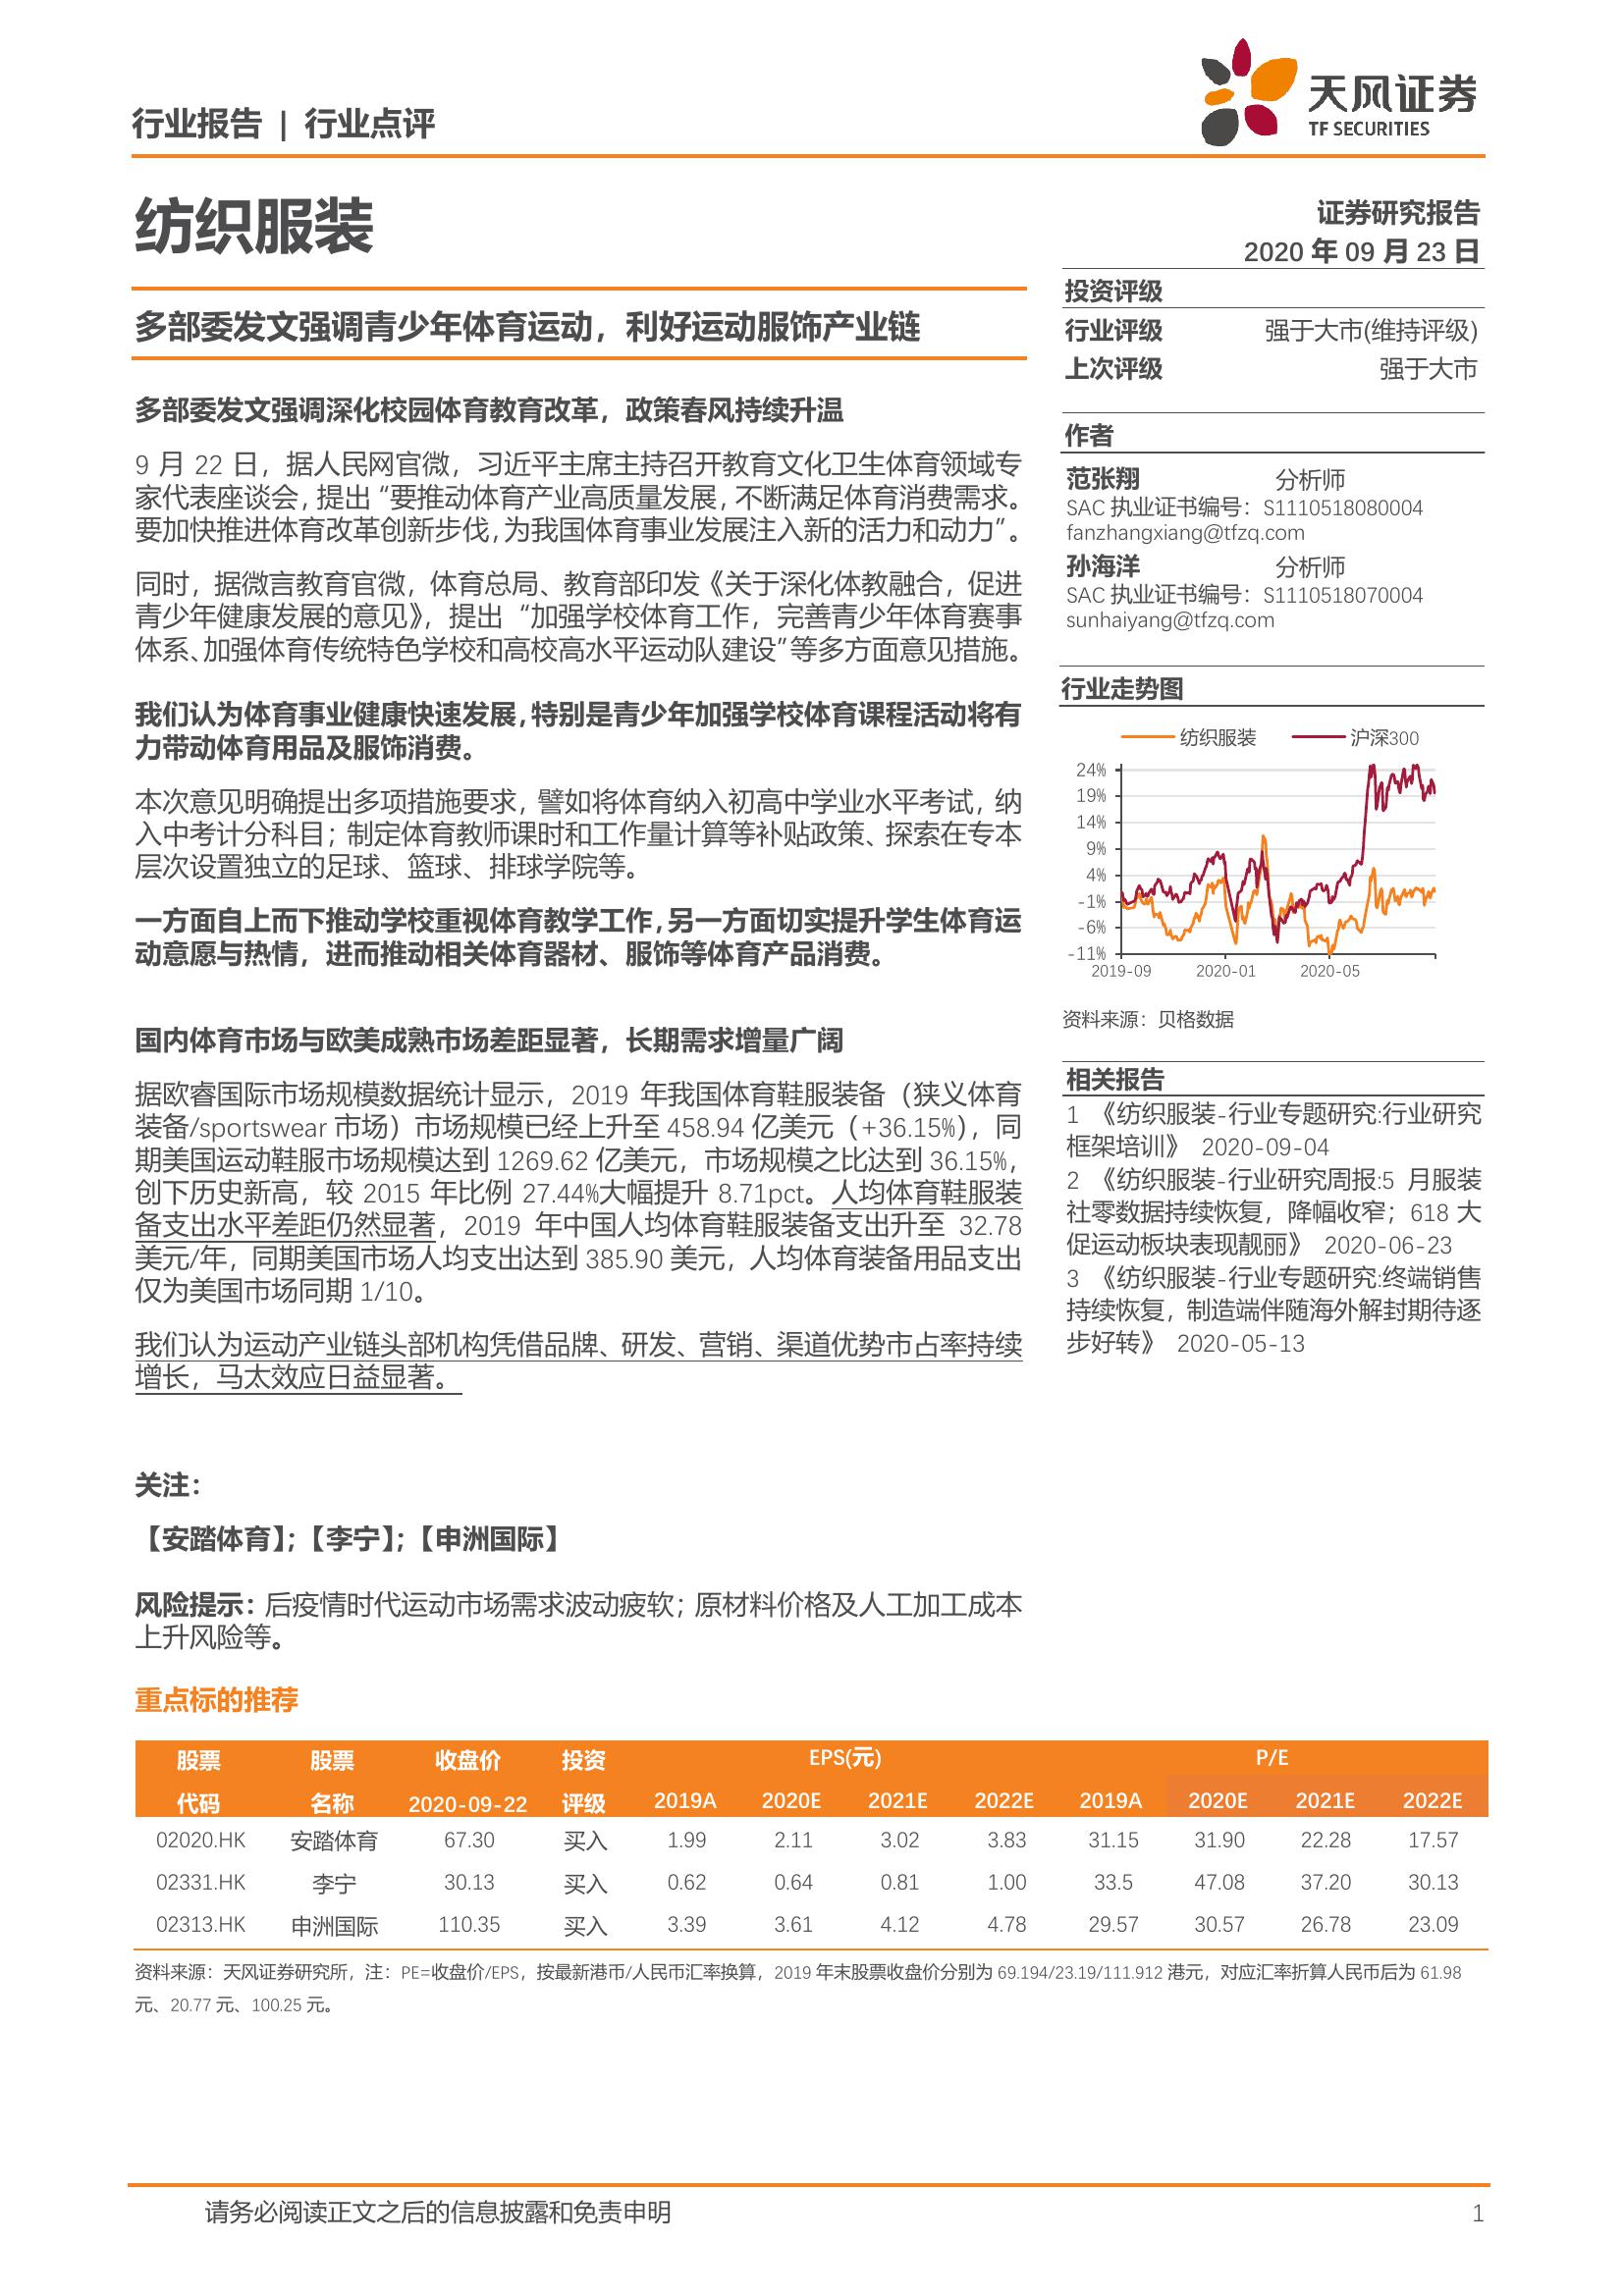 行业报告 | 行业点评
天风证券
TF SECURITIES
纺织服装
证券研究报告
2020 年 09 月 23 日
多部委发文强调青少年体育运动，利好运动服饰产业链
多部委发文强调深化校园体育教育改革，政策春风持续升温
9 月 22 日，据人民网官微，习近平主席主持召开教育文化卫生体育领域专
家代表座谈会，提出“要推动体育产业高质量发展，不断满足体育消费需求。
要加快推进体育改革创新步伐，为我国体育事业发展注入新的活力和动力”。
同时，据微言教育官微，体育总局、教育部印发《关于深化体教融合，促进
青少年健康发展的意见》，提出 “加强学校体育工作，完善青少年体育赛事
体系、加强体育传统特色学校和高校高水平运动队建设”等多方面意见措施。
我们认为体育事业健康快速发展，特别是青少年加强学校体育课程活动将有
力带动体育用品及服饰消费。
本次意见明确提出多项措施要求，譬如将体育纳入初高中学业水平考试，纳
入中考计分科目；制定体育教师课时和工作量计算等补贴政策、探索在专本
层次设置独立的足球、篮球、排球学院等。
一方面自上而下推动学校重视体育教学工作，另一方面切实提升学生体育运
动意愿与热情，进而推动相关体育器材、服饰等体育产品消费。
国内体育市场与欧美成熟市场差距显著，长期需求增量广阔
据欧睿国际市场规模数据统计显示，2019 年我国体育鞋服装备（狭义体育
装备/sportswear 市场）市场规模已经上升至 458.94 亿美元（+36.15%），同
期美国运动鞋服市场规模达到 1269.62 亿美元，市场规模之比达到 36.15%，
创下历史新高，较 2015 年比例 27.44%大幅提升 8.71pct。人均体育鞋服装
备支出水平差距仍然显著，2019 年中国人均体育鞋服装备支出升至 32.78
美元/年，同期美国市场人均支出达到 385.90 美元，人均体育装备用品支出
仅为美国市场同期 1/10。
我们认为运动产业链头部机构凭借品牌、研发、营销、渠道优势市占率持续
增长，马太效应日益显著。
关注：
【安踏体育】；【李宁】；【申洲国际】
风险提示：后疫情时代运动市场需求波动疲软；原材料价格及人工加工成本
上升风险等。
投资评级
行业评级 强于大市(维持评级)
上次评级 强于大市
作者
范张翔 分析师
SAC 执业证书编号：S1110518080004
fanzhangxiang@tfzq.com
孙海洋 分析师
SAC 执业证书编号：S1110518070004
sunhaiyang@tfzq.com
行业走势图
纺织服装 沪深300
24%
19%
14%
9%
4%
-1%
-6%
-11%
2019-09 2020-01 2020-05
资料来源：贝格数据
相关报告
1 《纺织服装-行业专题研究:行业研究
框架培训》 2020-09-04
2 《纺织服装-行业研究周报:5 月服装
社零数据持续恢复，降幅收窄；618 大
促运动板块表现靓丽》 2020-06-23
3 《纺织服装-行业专题研究:终端销售
持续恢复，制造端伴随海外解封期待逐
步好转》 2020-05-13
重点标的推荐
股票 股票 收盘价 投资 EPS(元) P/E
代码 名称 2020-09-22 评级 2019A 2020E 2021E 2022E 2019A 2020E 2021E 2022E
02020.HK 安踏体育 67.30 买入 1.99 2.11 3.02 3.83 31.15 31.90 22.28 17.57
02331.HK 李宁 30.13 买入 0.62 0.64 0.81 1.00 33.5 47.08 37.20 30.13
02313.HK 申洲国际 110.35 买入 3.39 3.61 4.12 4.78 29.57 30.57 26.78 23.09
资料来源：天风证券研究所，注：PE=收盘价/EPS，按最新港币/人民币汇率换算，2019 年末股票收盘价分别为 69.194/23.19/111.912 港元，对应汇率折算人民币后为 61.98
元、20.77 元、100.25 元。
请务必阅读正文之后的信息披露和免责申明 1